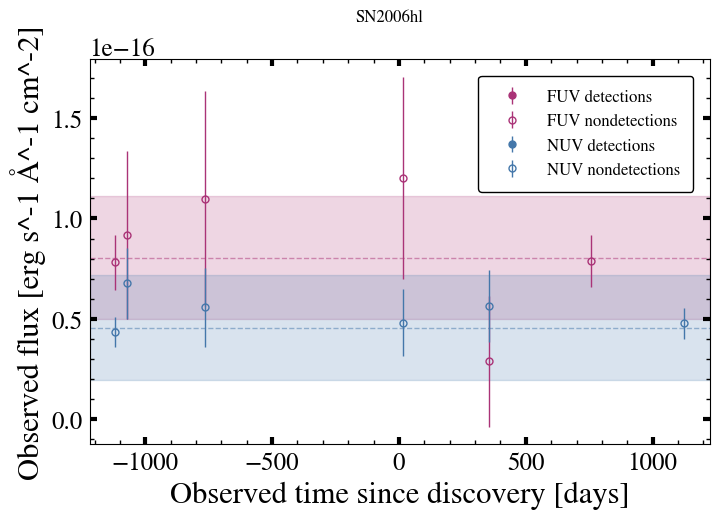 SN2006hl
1e−16
Observed flux [erg s^-1 Å^-1 cm^-2]
1.5
1.0
0.5
0.0
FUV detections
FUV nondetections
NUV detections
NUV nondetections
−1000 −500 0 500 1000
Observed time since discovery [days]